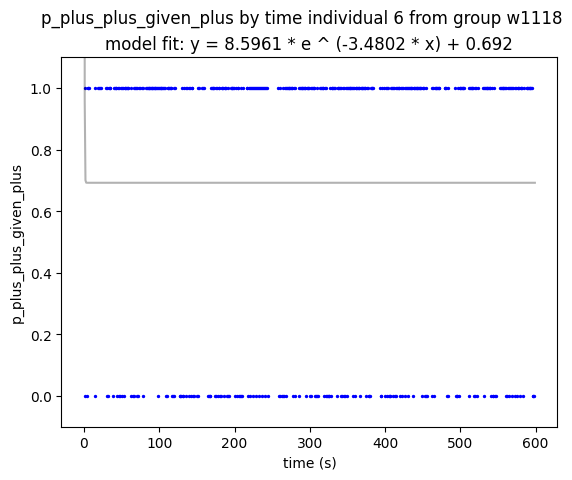 p_plus_plus_given_plus by time individual 6 from group w1118
model fit: y = 8.5961 * e ^ (-3.4802 * x) + 0.692
1.0
0.8
0.6
0.4
0.2
0.0
p_plus_plus_given_plus
0 100 200 300 400 500 600
time (s)